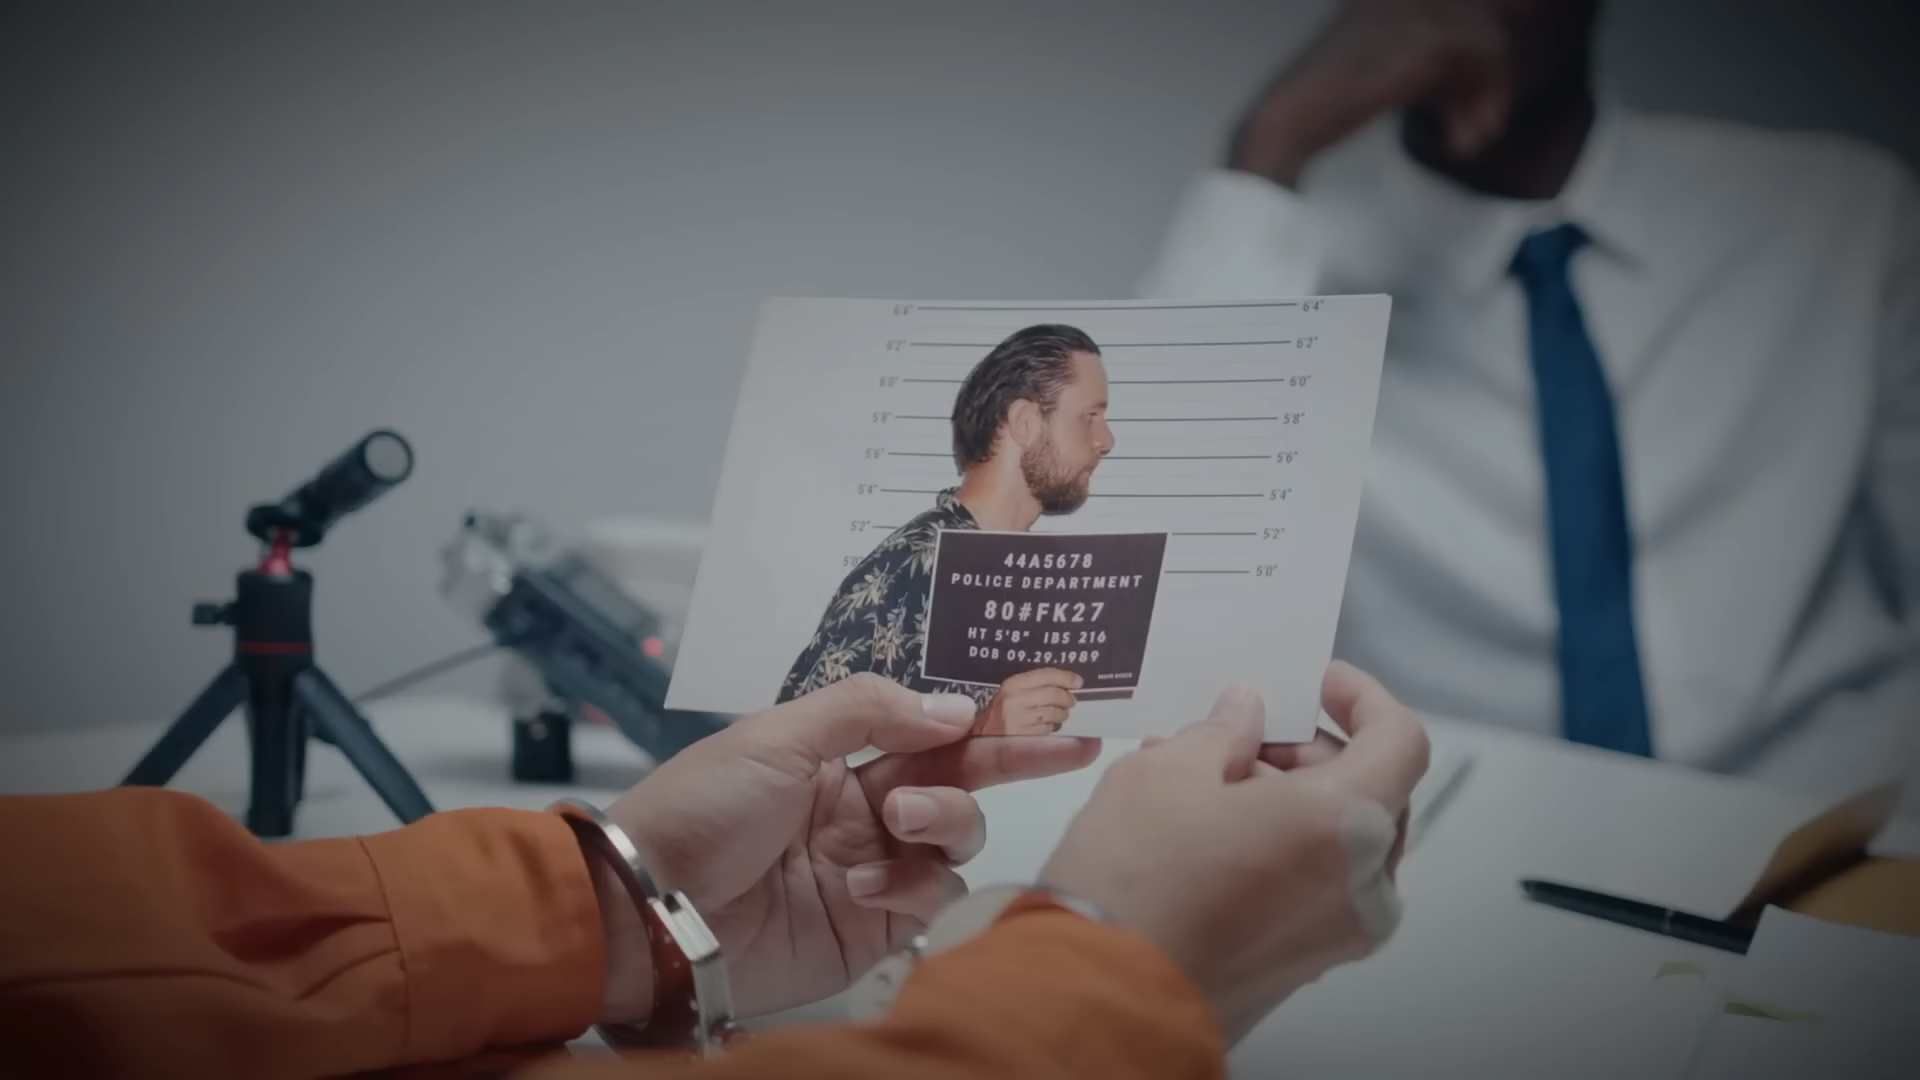 6'4" 6'4"
6'2" 6'2"
6'0" 6'0"
5'8" 5'8"
5'6" 5'6"
5'4" 5'4"
5'2" 5'2"
5'0" 5'0"
44A5678
POLICE DEPARTMENT
80#FK27
HT 5'8" IBS 216
DOB 09.29.1989